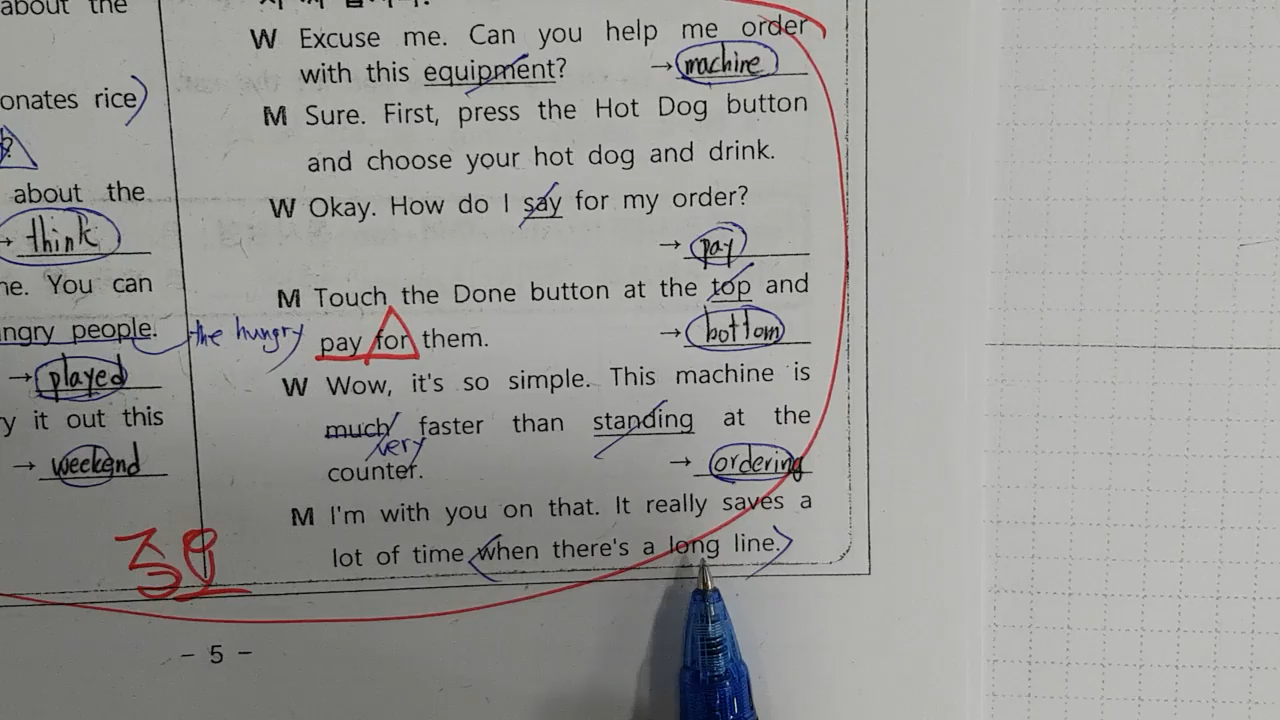 about the
onates rice)
about the
→ think
ne. You can
ngry people.
the hungry
→ played
y it out this
→ weekend
중요
W Excuse me. Can you help me order
with this equipment?
→ machine
M Sure. First, press the Hot Dog button
and choose your hot dog and drink.
W Okay. How do I say for my order?
→ pay
M Touch the Done button at the top and
pay for them.
→ bottom
W Wow, it's so simple. This machine is
much faster than standing at the
very
counter.
→ ordering
M I'm with you on that. It really saves a
lot of time <when there's a long line.>
- 5 -